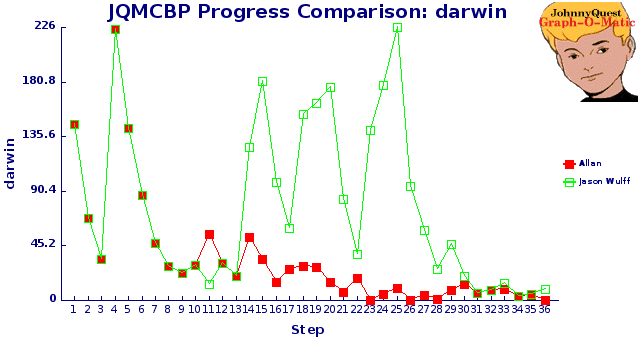 JQMCBP Progress Comparison: darwin
JohnnyQuest
Graph-O-Matic
226
180.8
135.6
90.4
45.2
0
darwin
Allan
Jason Wulff
1 2 3 4 5 6 7 8 9 10 11 12 13 14 15 16 17 18 19 20 21 22 23 24 25 26 27 28 29 30 31 32 33 34 35 36
Step